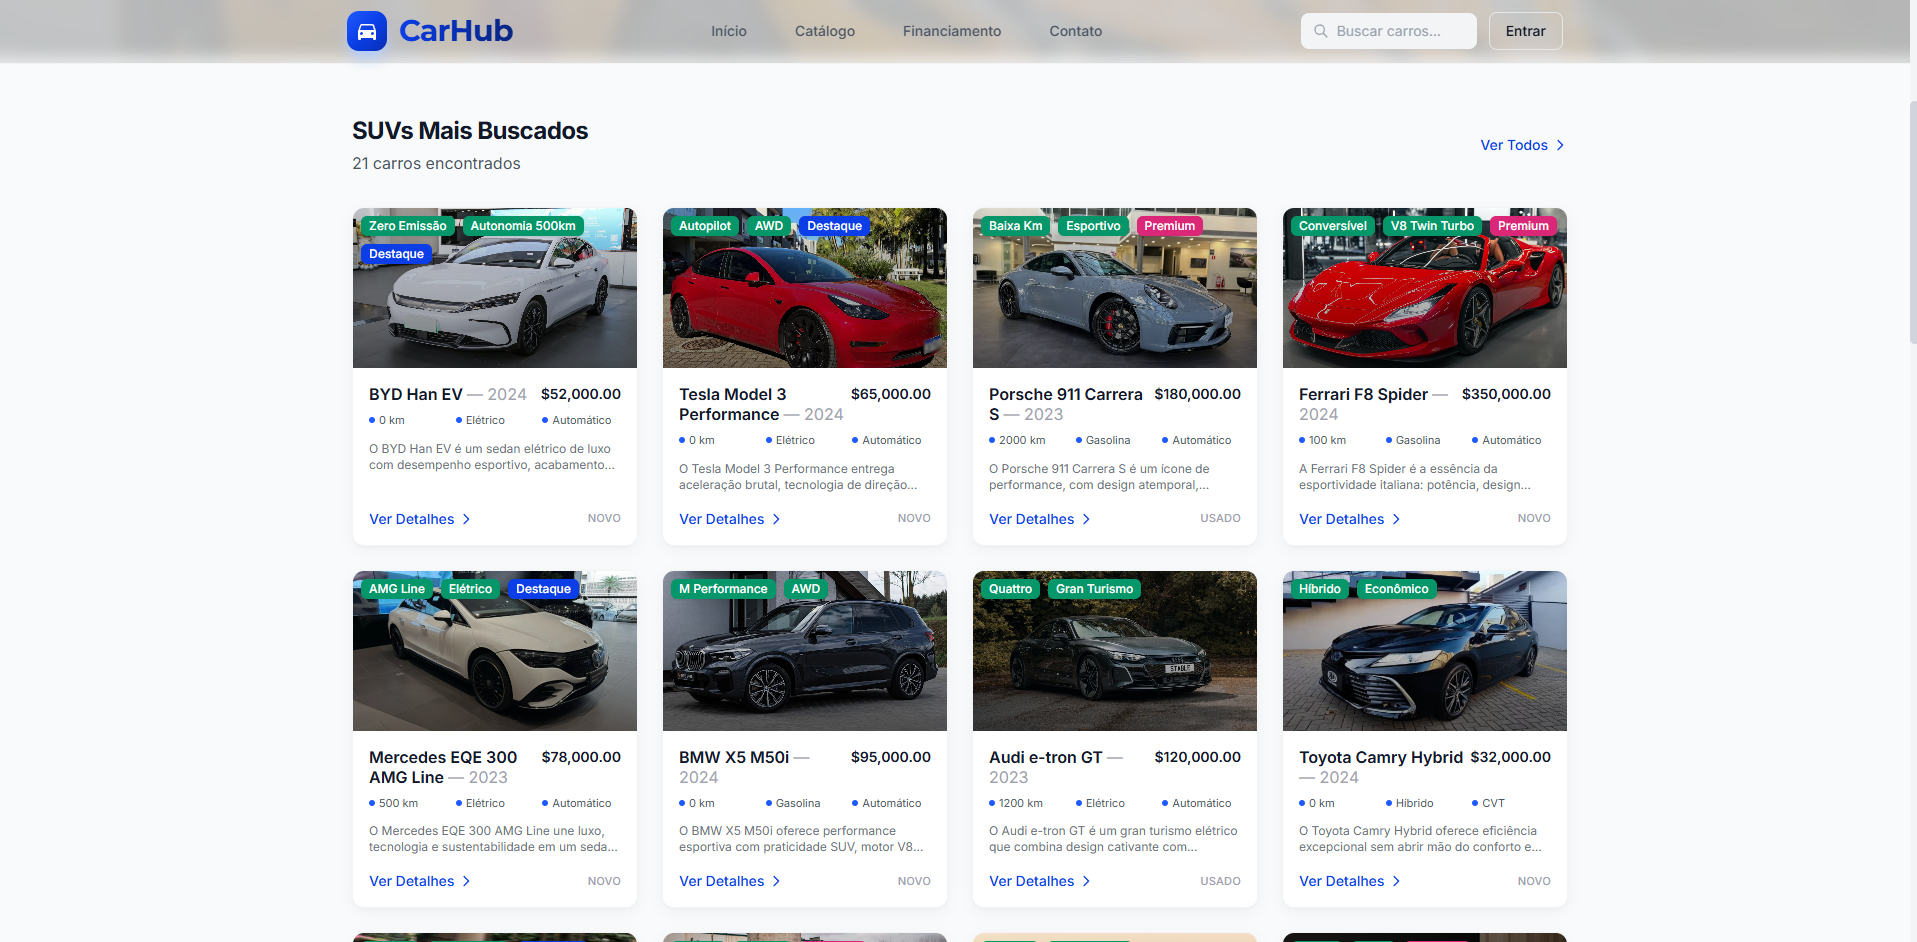 CarHub
Início
Catálogo
Financiamento
Contato
Buscar carros...
Entrar
SUVs Mais Buscados
21 carros encontrados
Ver Todos
Zero Emissão
Autonomia 500km
Destaque
BYD Han EV — 2024
$52,000.00
0 km
Elétrico
Automático
O BYD Han EV é um sedan elétrico de luxo
com desempenho esportivo, acabamento...
Ver Detalhes
NOVO
Autopilot
AWD
Destaque
Tesla Model 3
Performance — 2024
$65,000.00
0 km
Elétrico
Automático
O Tesla Model 3 Performance entrega
aceleração brutal, tecnologia de direção...
Ver Detalhes
NOVO
Baixa Km
Esportivo
Premium
Porsche 911 Carrera
S — 2023
$180,000.00
2000 km
Gasolina
Automático
O Porsche 911 Carrera S é um ícone de
performance, com design atemporal,...
Ver Detalhes
USADO
Conversível
V8 Twin Turbo
Premium
Ferrari F8 Spider —
2024
$350,000.00
100 km
Gasolina
Automático
A Ferrari F8 Spider é a essência da
esportividade italiana: potência, design...
Ver Detalhes
NOVO
AMG Line
Elétrico
Destaque
Mercedes EQE 300
AMG Line — 2023
$78,000.00
500 km
Elétrico
Automático
O Mercedes EQE 300 AMG Line une luxo,
tecnologia e sustentabilidade em um seda...
Ver Detalhes
NOVO
M Performance
AWD
BMW X5 M50i —
2024
$95,000.00
0 km
Gasolina
Automático
O BMW X5 M50i oferece performance
esportiva com praticidade SUV, motor V8...
Ver Detalhes
NOVO
Quattro
Gran Turismo
STABLE
Audi e-tron GT —
2023
$120,000.00
1200 km
Elétrico
Automático
O Audi e-tron GT é um gran turismo elétrico
que combina design cativante com...
Ver Detalhes
USADO
Híbrido
Econômico
Toyota Camry Hybrid
— 2024
$32,000.00
0 km
Híbrido
CVT
O Toyota Camry Hybrid oferece eficiência
excepcional sem abrir mão do conforto e...
Ver Detalhes
NOVO